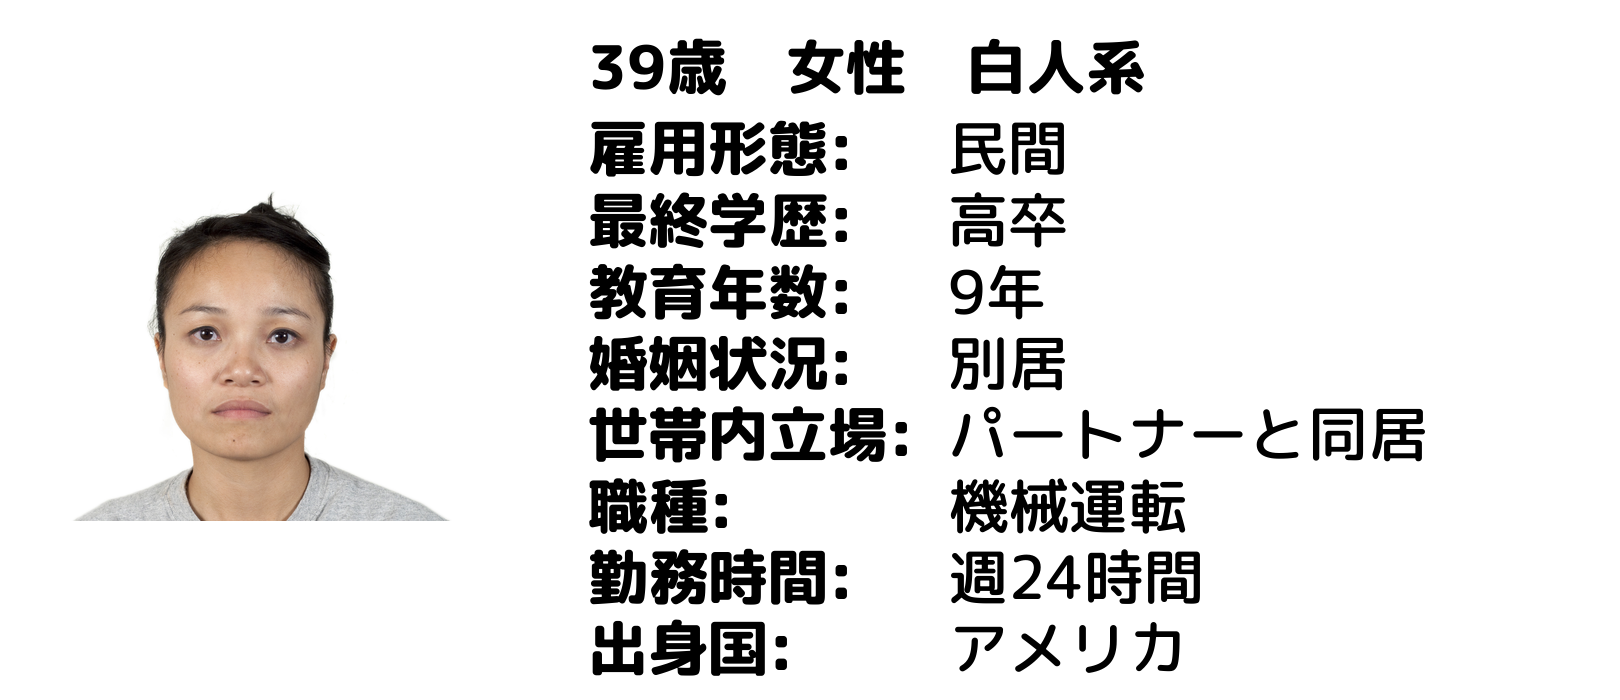 39歳　女性　白人系
雇用形態:　民間
最終学歴:　高卒
教育年数:　9年
婚姻状況:　別居
世帯内立場:　パートナーと同居
職種:　機械運転
勤務時間:　週24時間
出身国:　アメリカ